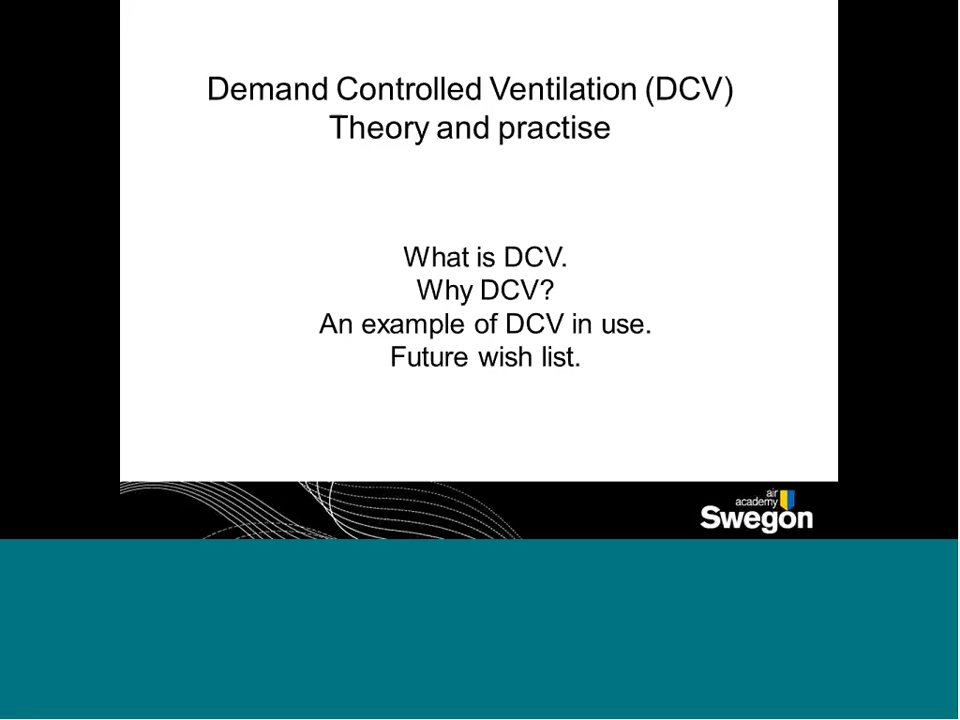 Demand Controlled Ventilation (DCV)
Theory and practise
What is DCV.
Why DCV?
An example of DCV in use.
Future wish list.
air
academy
Swegon